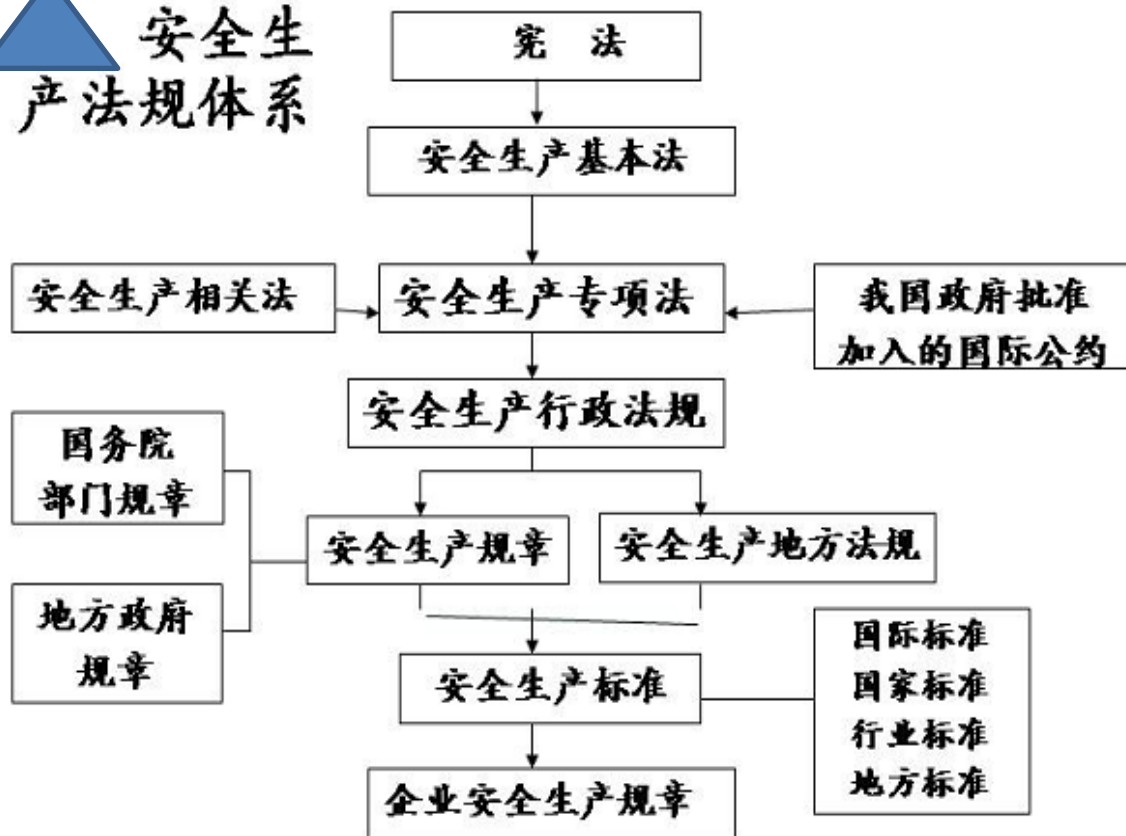 安全生
产法规体系
宪 法
安全生产基本法
安全生产相关法
安全生产专项法
我国政府批准
加入的国际公约
安全生产行政法规
国务院
部门规章
安全生产规章
安全生产地方法规
地方政府
规章
安全生产标准
国际标准
国家标准
行业标准
地方标准
企业安全生产规章